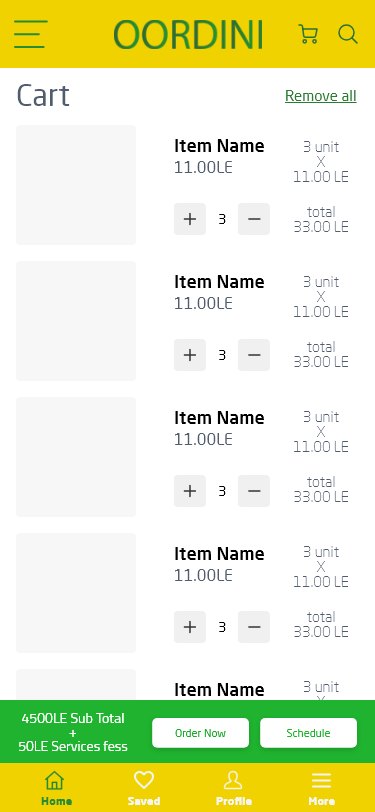 OORDINI
Cart
Remove all
Item Name
11.00LE
3
3 unit
X
11.00 LE
total
33.00 LE
Item Name
11.00LE
3
3 unit
X
11.00 LE
total
33.00 LE
Item Name
11.00LE
3
3 unit
X
11.00 LE
total
33.00 LE
Item Name
11.00LE
3
3 unit
X
11.00 LE
total
33.00 LE
Item Name
3 unit
X
4500LE Sub Total
+
50LE Services fess
Order Now
Schedule
Home
Saved
Profile
More